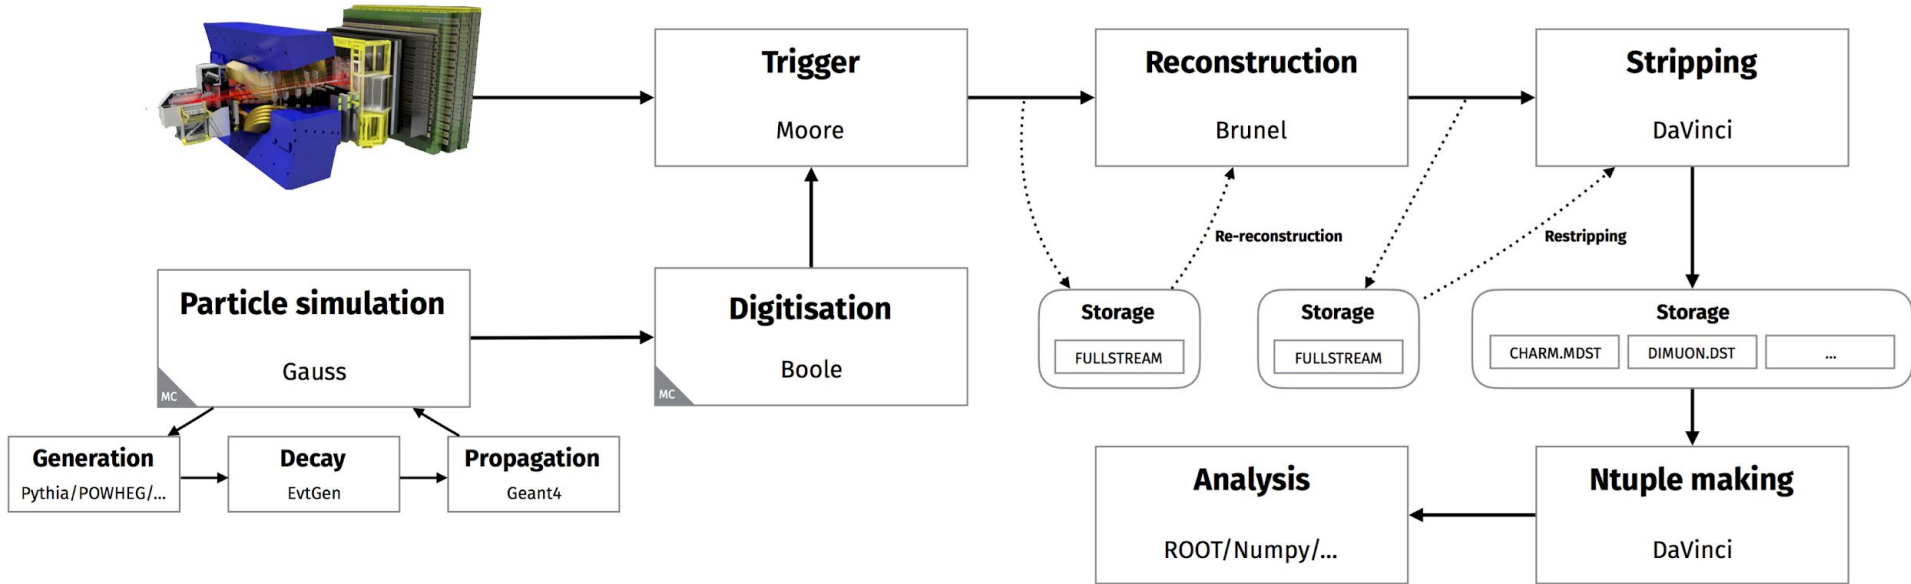 Trigger
Moore
Reconstruction
Brunel
Stripping
DaVinci
Re-reconstruction
Restripping
Particle simulation
Gauss
MC
Digitisation
Boole
MC
Storage
FULLSTREAM
Storage
FULLSTREAM
Storage
CHARM.MDST
DIMUON.DST
...
Generation
Pythia/POWHEG/...
Decay
EvtGen
Propagation
Geant4
Analysis
ROOT/Numpy/...
Ntuple making
DaVinci